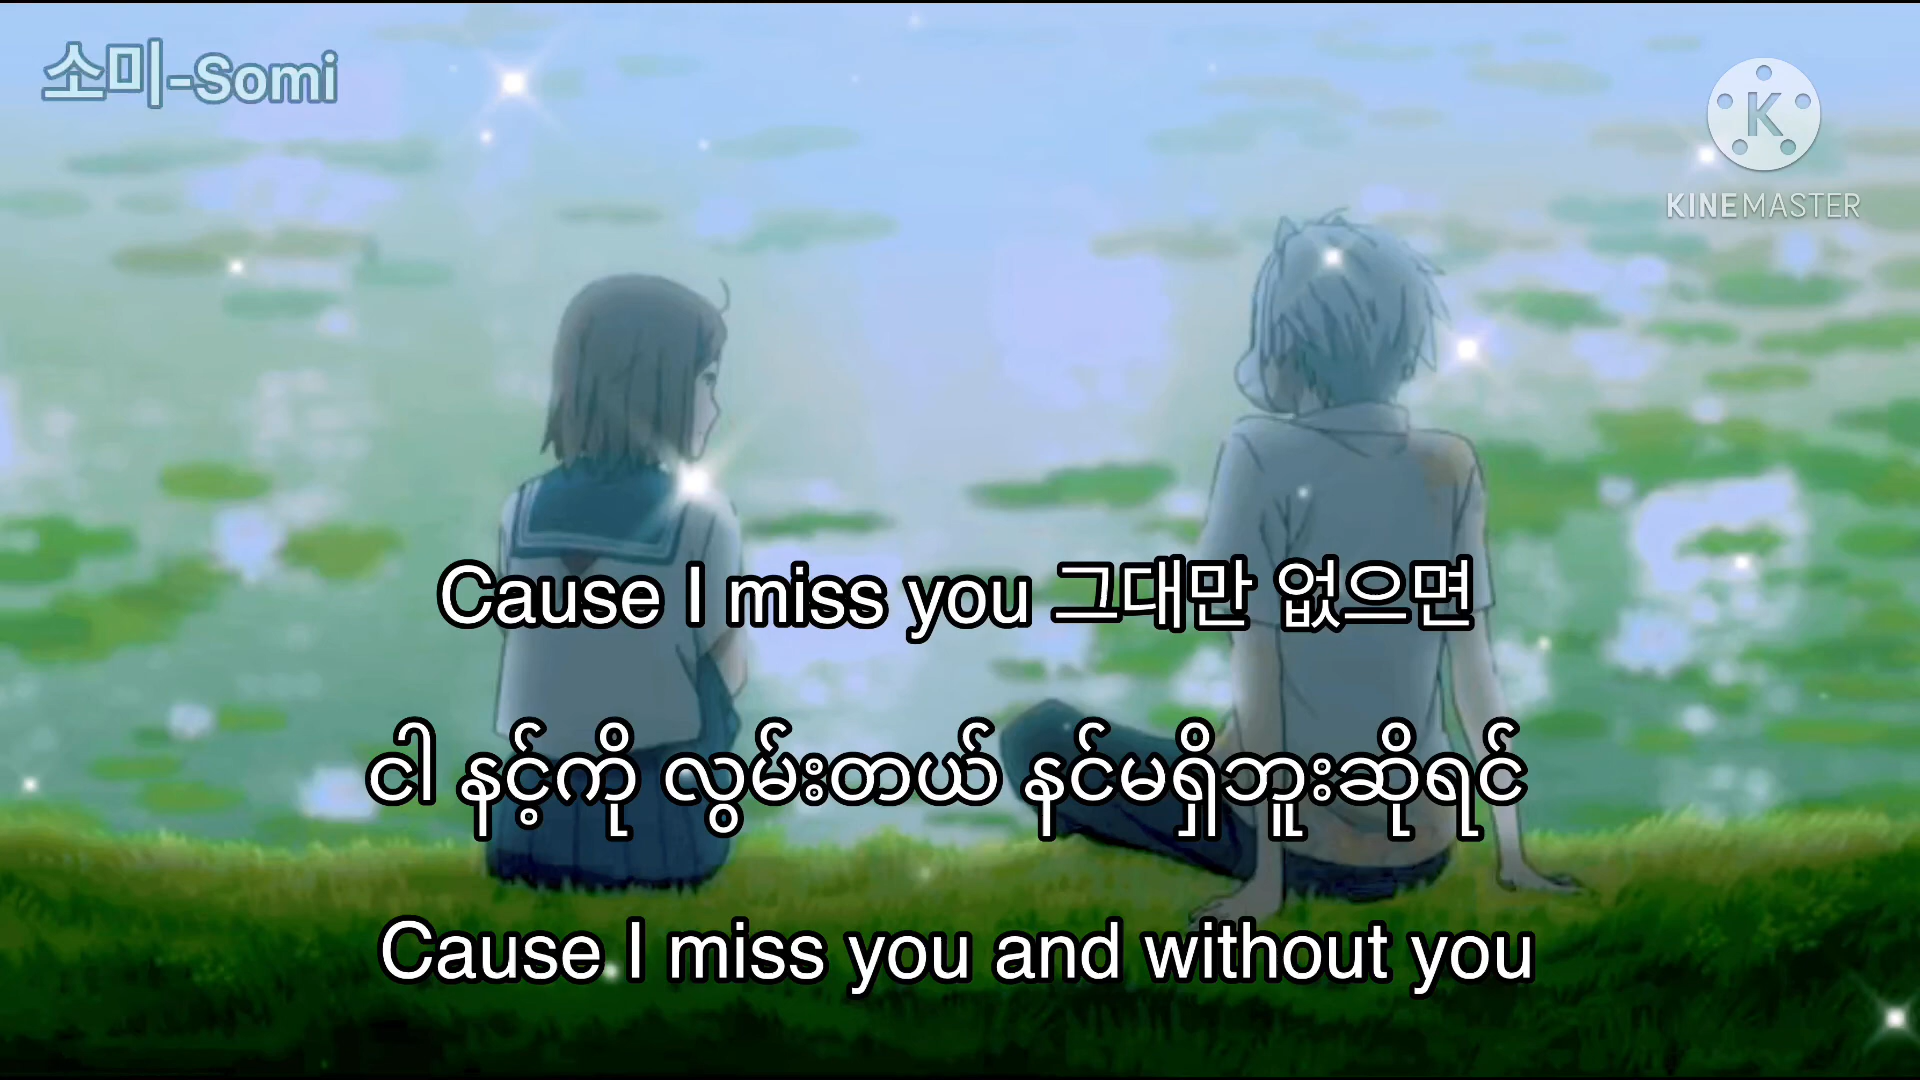 소미-Somi
K
KINEMASTER
Cause I miss you 그대만 없으면
ငါ နင့်ကို လွမ်းတယ် နင်မရှိဘူးဆိုရင်
Cause I miss you and without you